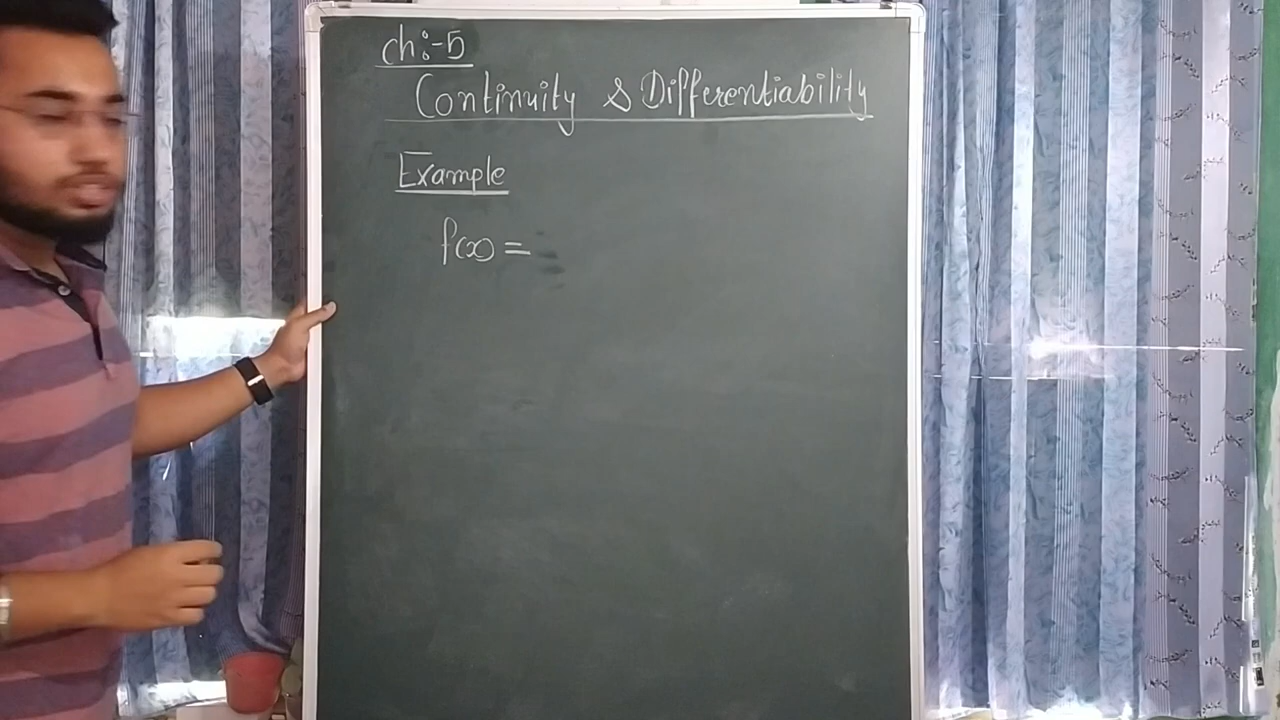 ch:-5
Continuity & Differentiability
Example
f(x) =